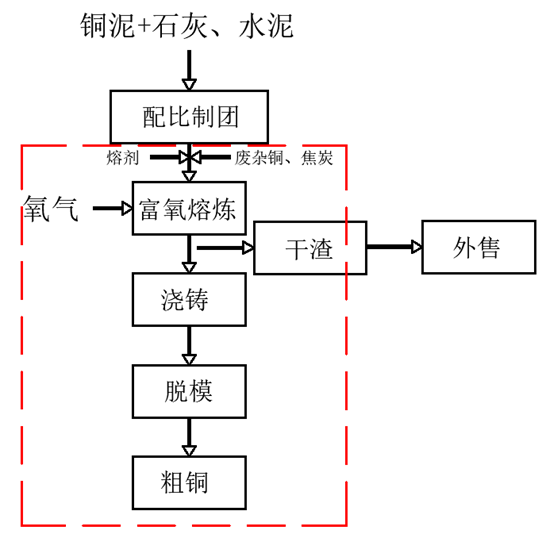 铜泥+石灰、水泥
配比制团
熔剂
废杂铜、焦炭
氧气
富氧熔炼
干渣
外售
浇铸
脱模
粗铜